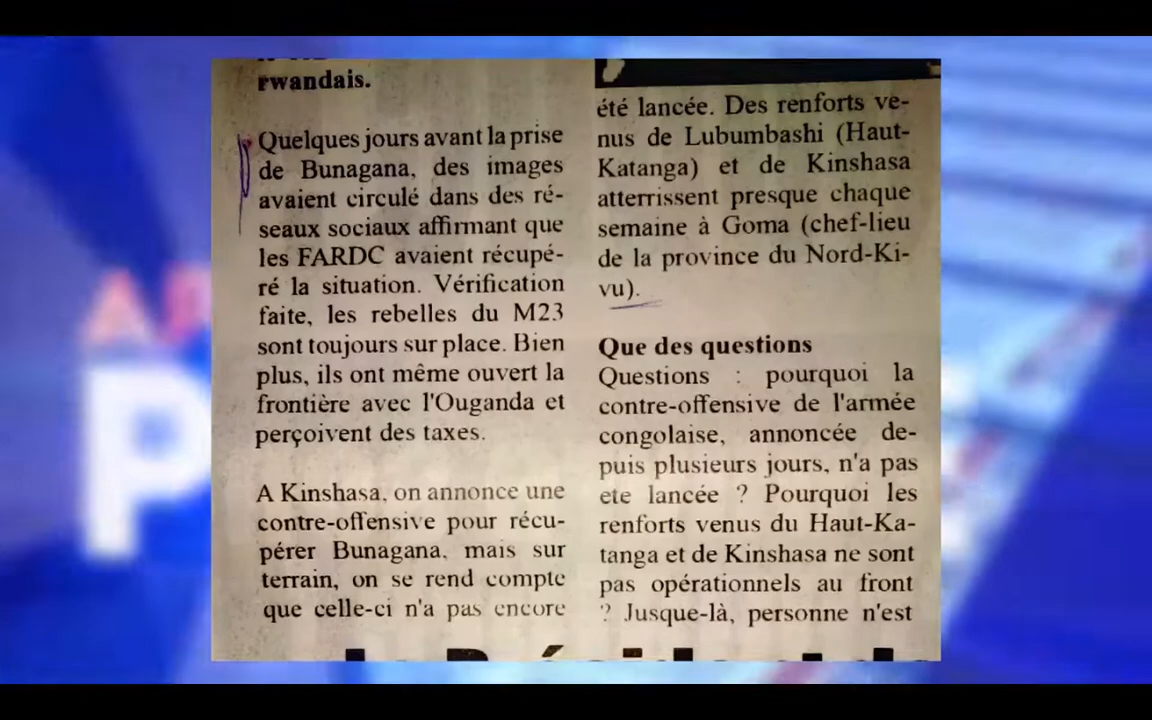 rwandais.
Quelques jours avant la prise
de Bunagana, des images
avaient circulé dans des ré-
seaux sociaux affirmant que
les FARDC avaient récupé-
ré la situation. Vérification
faite, les rebelles du M23
sont toujours sur place. Bien
plus, ils ont même ouvert la
frontière avec l'Ouganda et
perçoivent des taxes.
A Kinshasa, on annonce une
contre-offensive pour récu-
pérer Bunagana, mais sur
terrain, on se rend compte
que celle-ci n'a pas encore
été lancée. Des renforts ve-
nus de Lubumbashi (Haut-
Katanga) et de Kinshasa
atterrissent presque chaque
semaine à Goma (chef-lieu
de la province du Nord-Ki-
vu).
Que des questions
Questions : pourquoi la
contre-offensive de l'armée
congolaise, annoncée de-
puis plusieurs jours, n'a pas
ete lancée ? Pourquoi les
renforts venus du Haut-Ka-
tanga et de Kinshasa ne sont
pas opérationnels au front
? Jusque-là, personne n'est